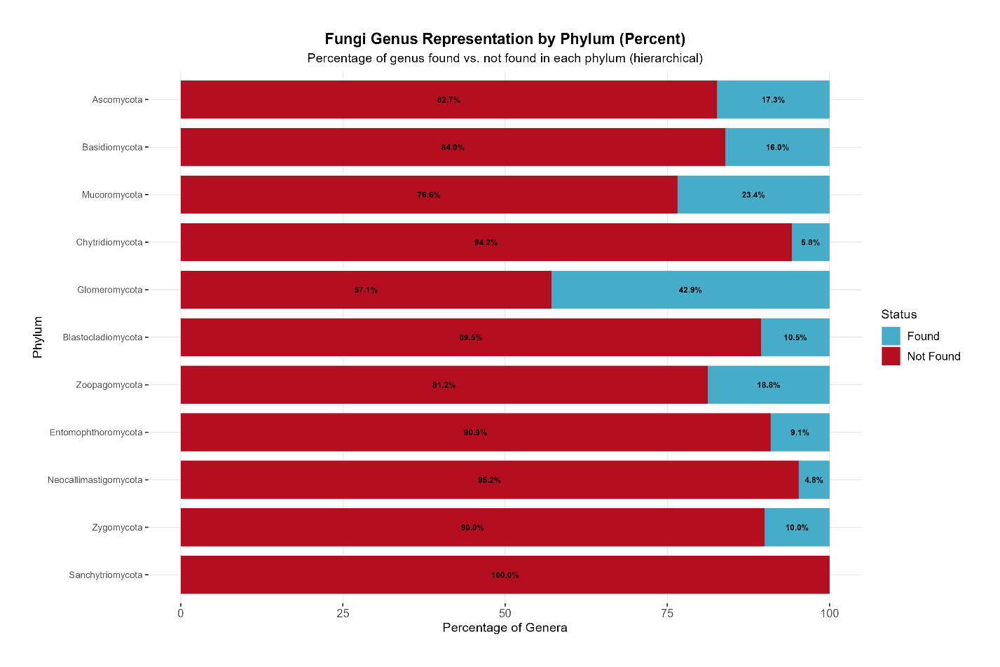 Fungi Genus Representation by Phylum (Percent)
Percentage of genus found vs. not found in each phylum (hierarchical)
Ascomycota 82.7% 17.3%
Basidiomycota 84.0% 16.0%
Mucoromycota 76.6% 23.4%
Chytridiomycota 94.2% 5.8%
Glomeromycota 57.1% 42.9%
Blastocladiomycota 89.5% 10.5%
Zoopagomycota 81.2% 18.8%
Entomophthoromycota 90.9% 9.1%
Neocallimastigomycota 95.2% 4.8%
Zygomycota 90.0% 10.0%
Sanchytriomycota 100.0%
0 25 50 75 100
Percentage of Genera
Phylum
Status
Found
Not Found